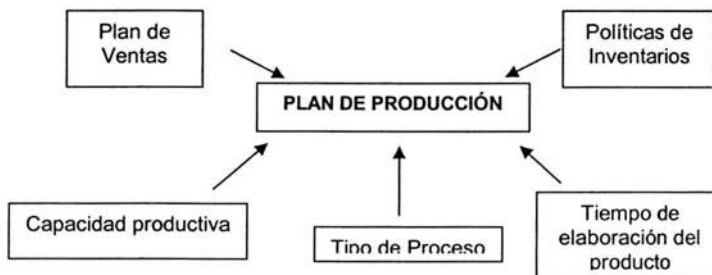 Plan de
Ventas
Políticas de
Inventarios
PLAN DE PRODUCCIÓN
Capacidad productiva
Tipo de Proceso
Tiempo de
elaboración del
producto